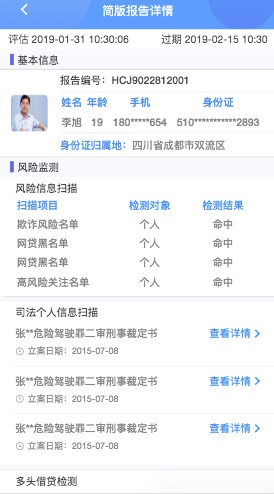 简版报告详情
评估 2019-01-31 10:30:06 过期 2019-02-15 10:30
基本信息
报告编号：HCJ9022812001
姓名 年龄 手机 身份证
李旭 19 180*****654 510***********2893
身份证归属地：四川省成都市双流区
风险监测
风险信息扫描
扫描项目 检测对象 检测结果
欺诈风险名单 个人 命中
网贷黑名单 个人 命中
网贷黑名单 个人 命中
高风险关注名单 个人 命中
司法个人信息扫描
张**危险驾驶罪二审刑事裁定书 查看详情
立案日期：2015-07-08
张**危险驾驶罪二审刑事裁定书 查看详情
立案日期：2015-07-08
张**危险驾驶罪二审刑事裁定书 查看详情
立案日期：2015-07-08
多头借贷检测